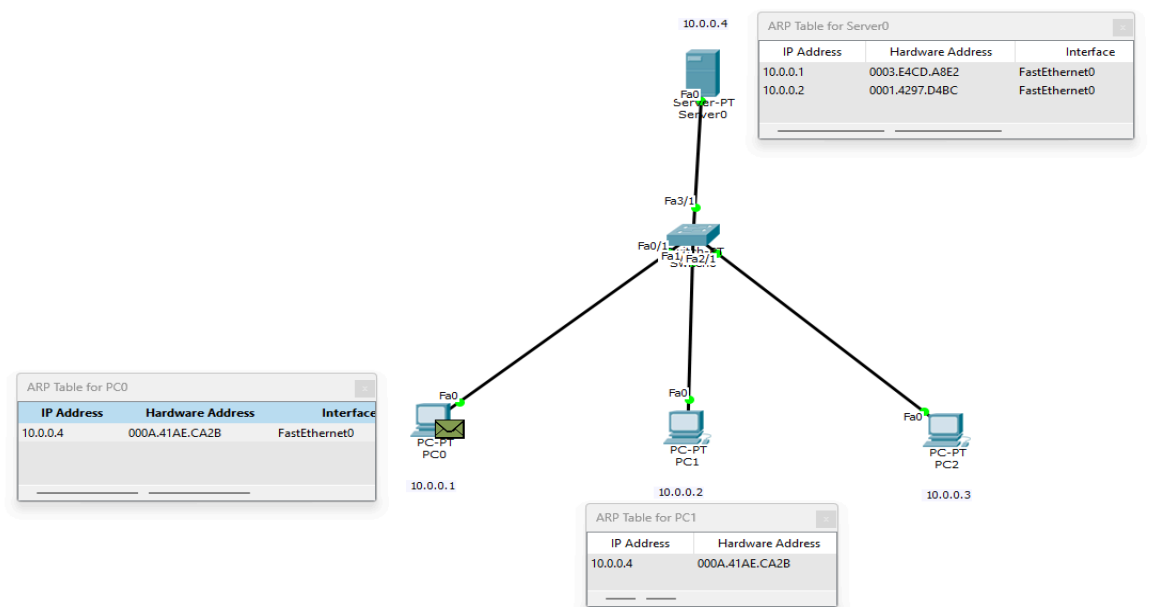 10.0.0.4
ARP Table for Server0
IP Address Hardware Address Interface
10.0.0.1 0003.E4CD.A8E2 FastEthernet0
10.0.0.2 0001.4297.D4BC FastEthernet0
Fa0
Server-PT
Server0
Fa3/1
Fa0/1
Fa1/
Fa2/1
ARP Table for PC0
IP Address Hardware Address Interface
10.0.0.4 000A.41AE.CA2B FastEthernet0
Fa0
PC-PT
PC0
10.0.0.1
Fa0
PC-PT
PC1
10.0.0.2
Fa0
PC-PT
PC2
10.0.0.3
ARP Table for PC1
IP Address Hardware Address
10.0.0.4 000A.41AE.CA2B